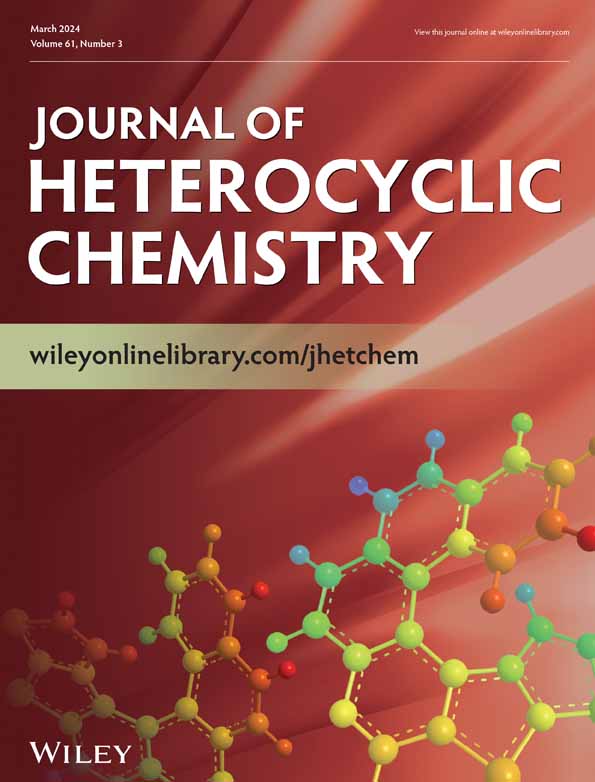 March 2024
Volume 61, Number 3
View this journal online at wileyonlinelibrary.com
JOURNAL OF
HETEROCYCLIC
CHEMISTRY
wileyonlinelibrary.com/jhetchem
WILEY